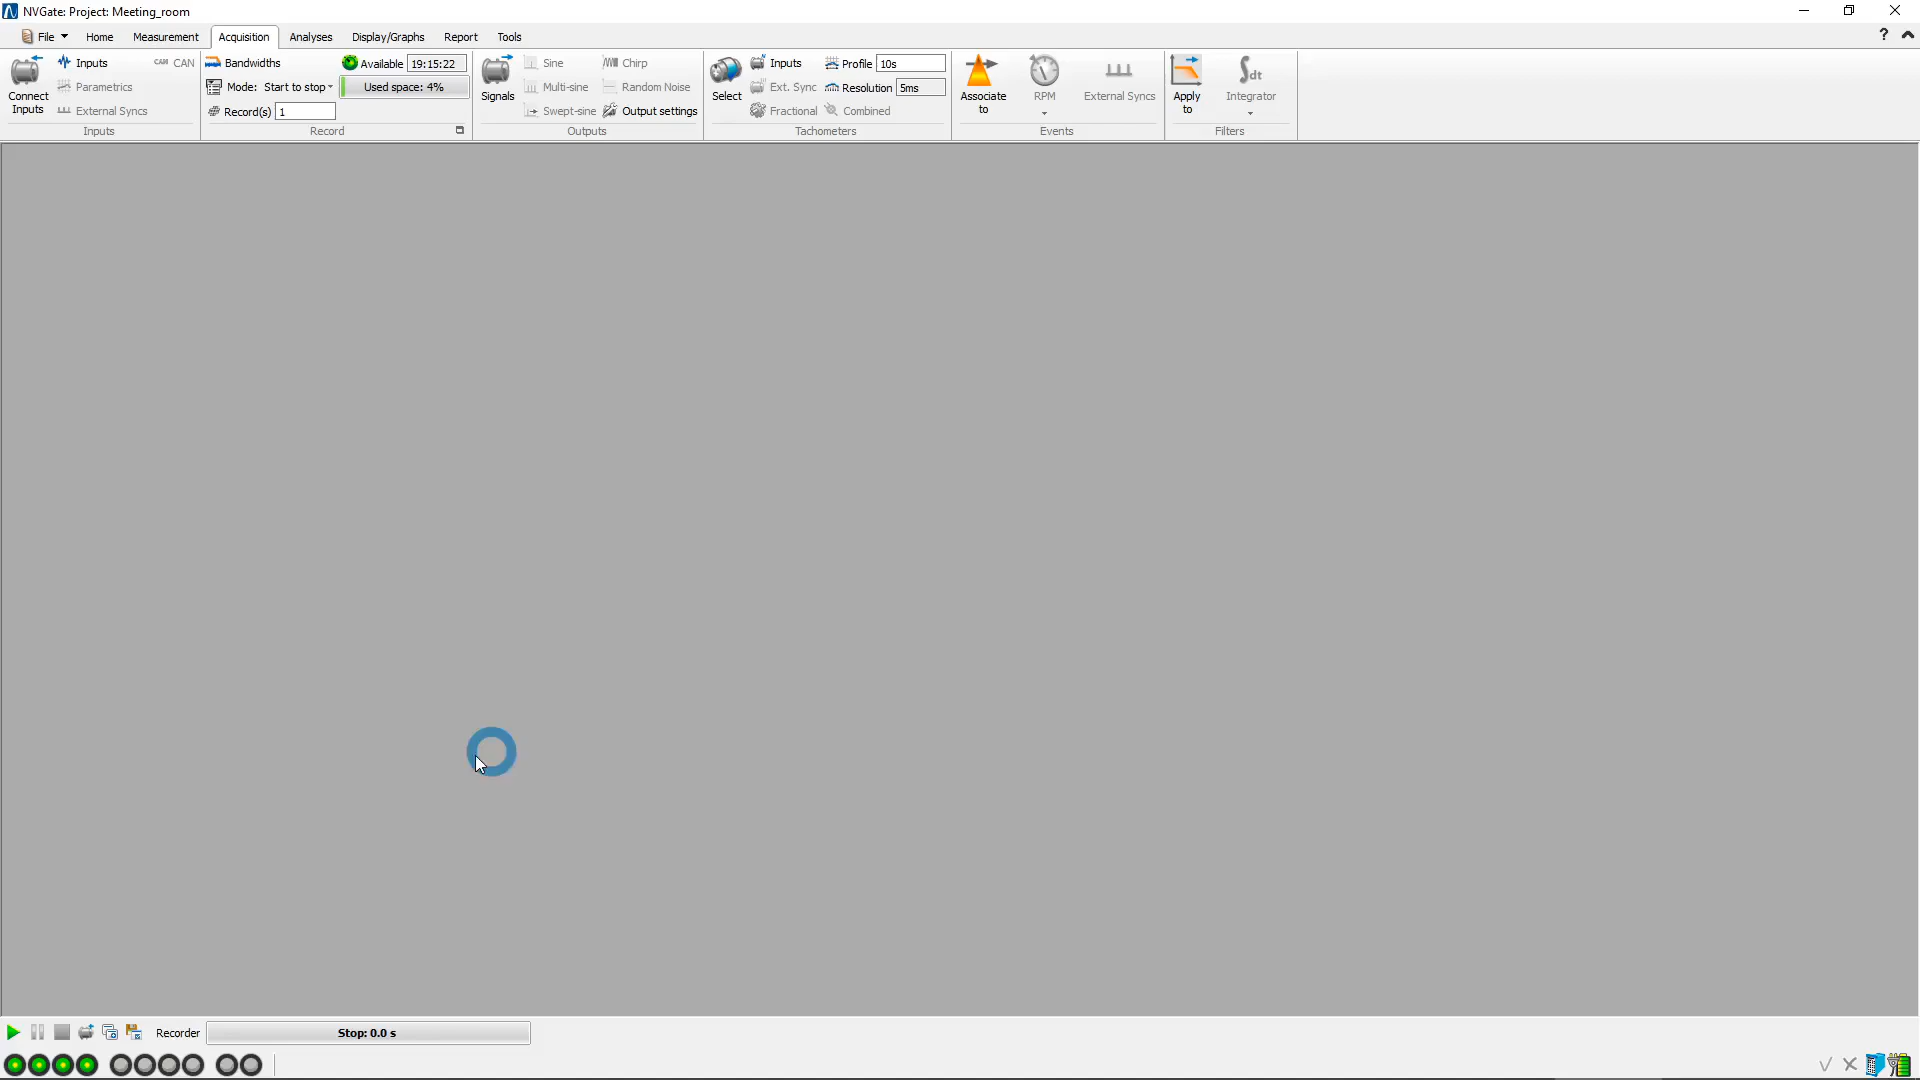 NVGate: Project: Meeting_room
File Home Measurement Acquisition Analyses Display/Graphs Report Tools ?
Connect Inputs
Inputs CAN CAN
Parametrics
External Syncs
Inputs
Bandwidths Available 19:15:22
Mode: Start to stop Used space: 4%
Record(s) 1
Record
Signals
Sine Chirp
Multi-sine Random Noise
Swept-sine Output settings
Outputs
Select
Inputs Profile 10s
Ext. Sync Resolution 5ms
Fractional Combined
Tachometers
Associate to
RPM
External Syncs
Events
Apply to
∫dt
Integrator
Filters
Recorder Stop: 0.0 s